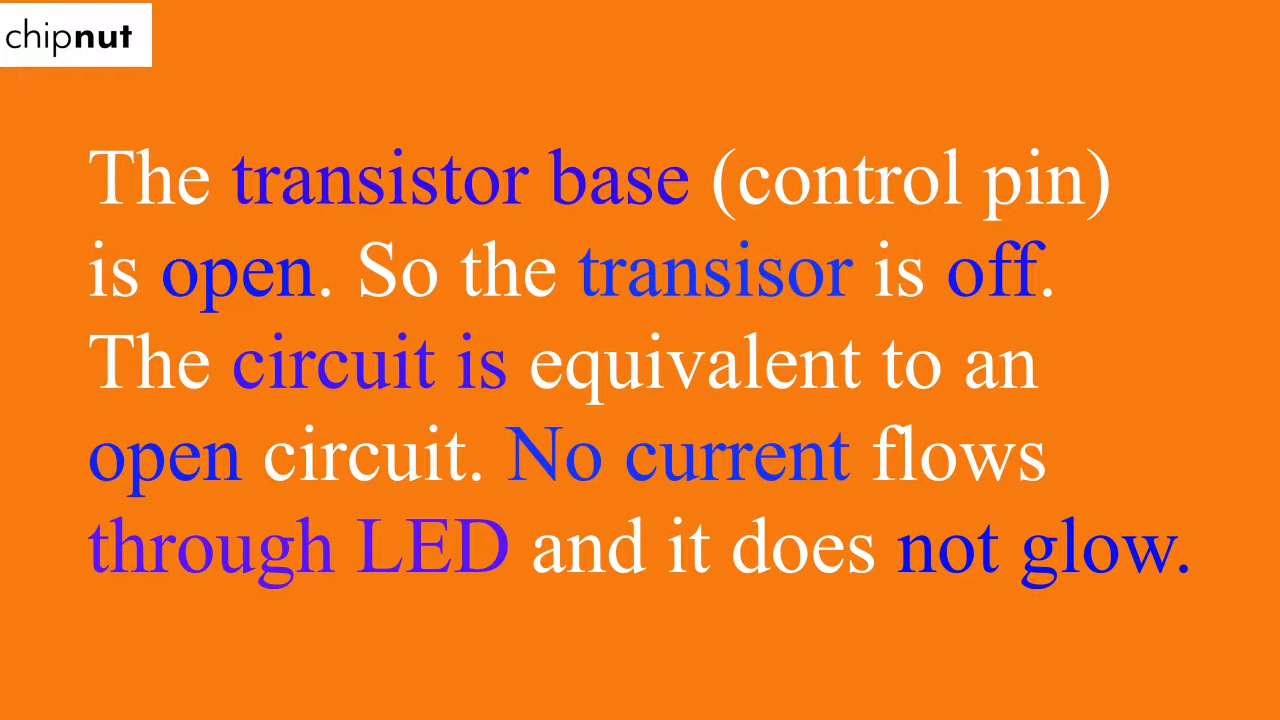 chipnut
The transistor base (control pin)
is open. So the transisor is off.
The circuit is equivalent to an
open circuit. No current flows
through LED and it does not glow.